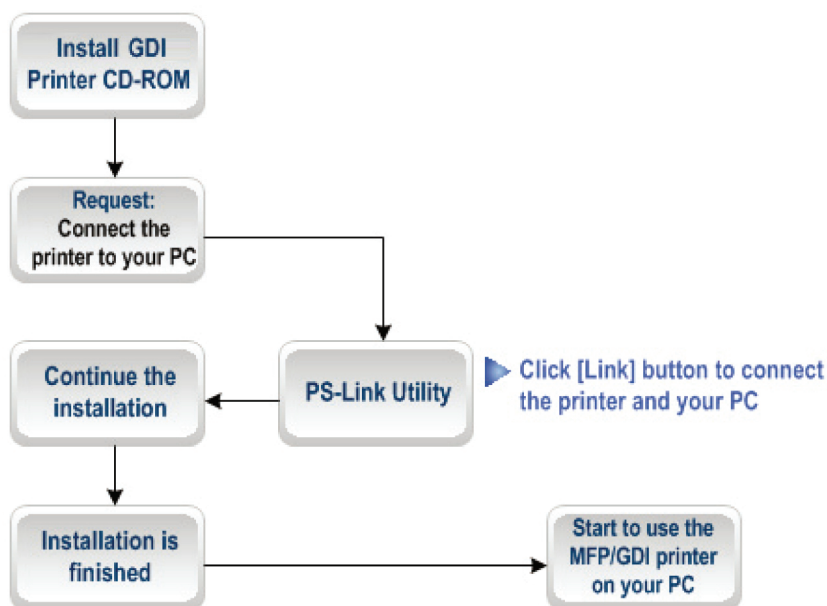 Install GDI
Printer CD-ROM
Request:
Connect the
printer to your PC
PS-Link Utility
Click [Link] button to connect
the printer and your PC
Continue the
installation
Installation is
finished
Start to use the
MFP/GDI printer
on your PC